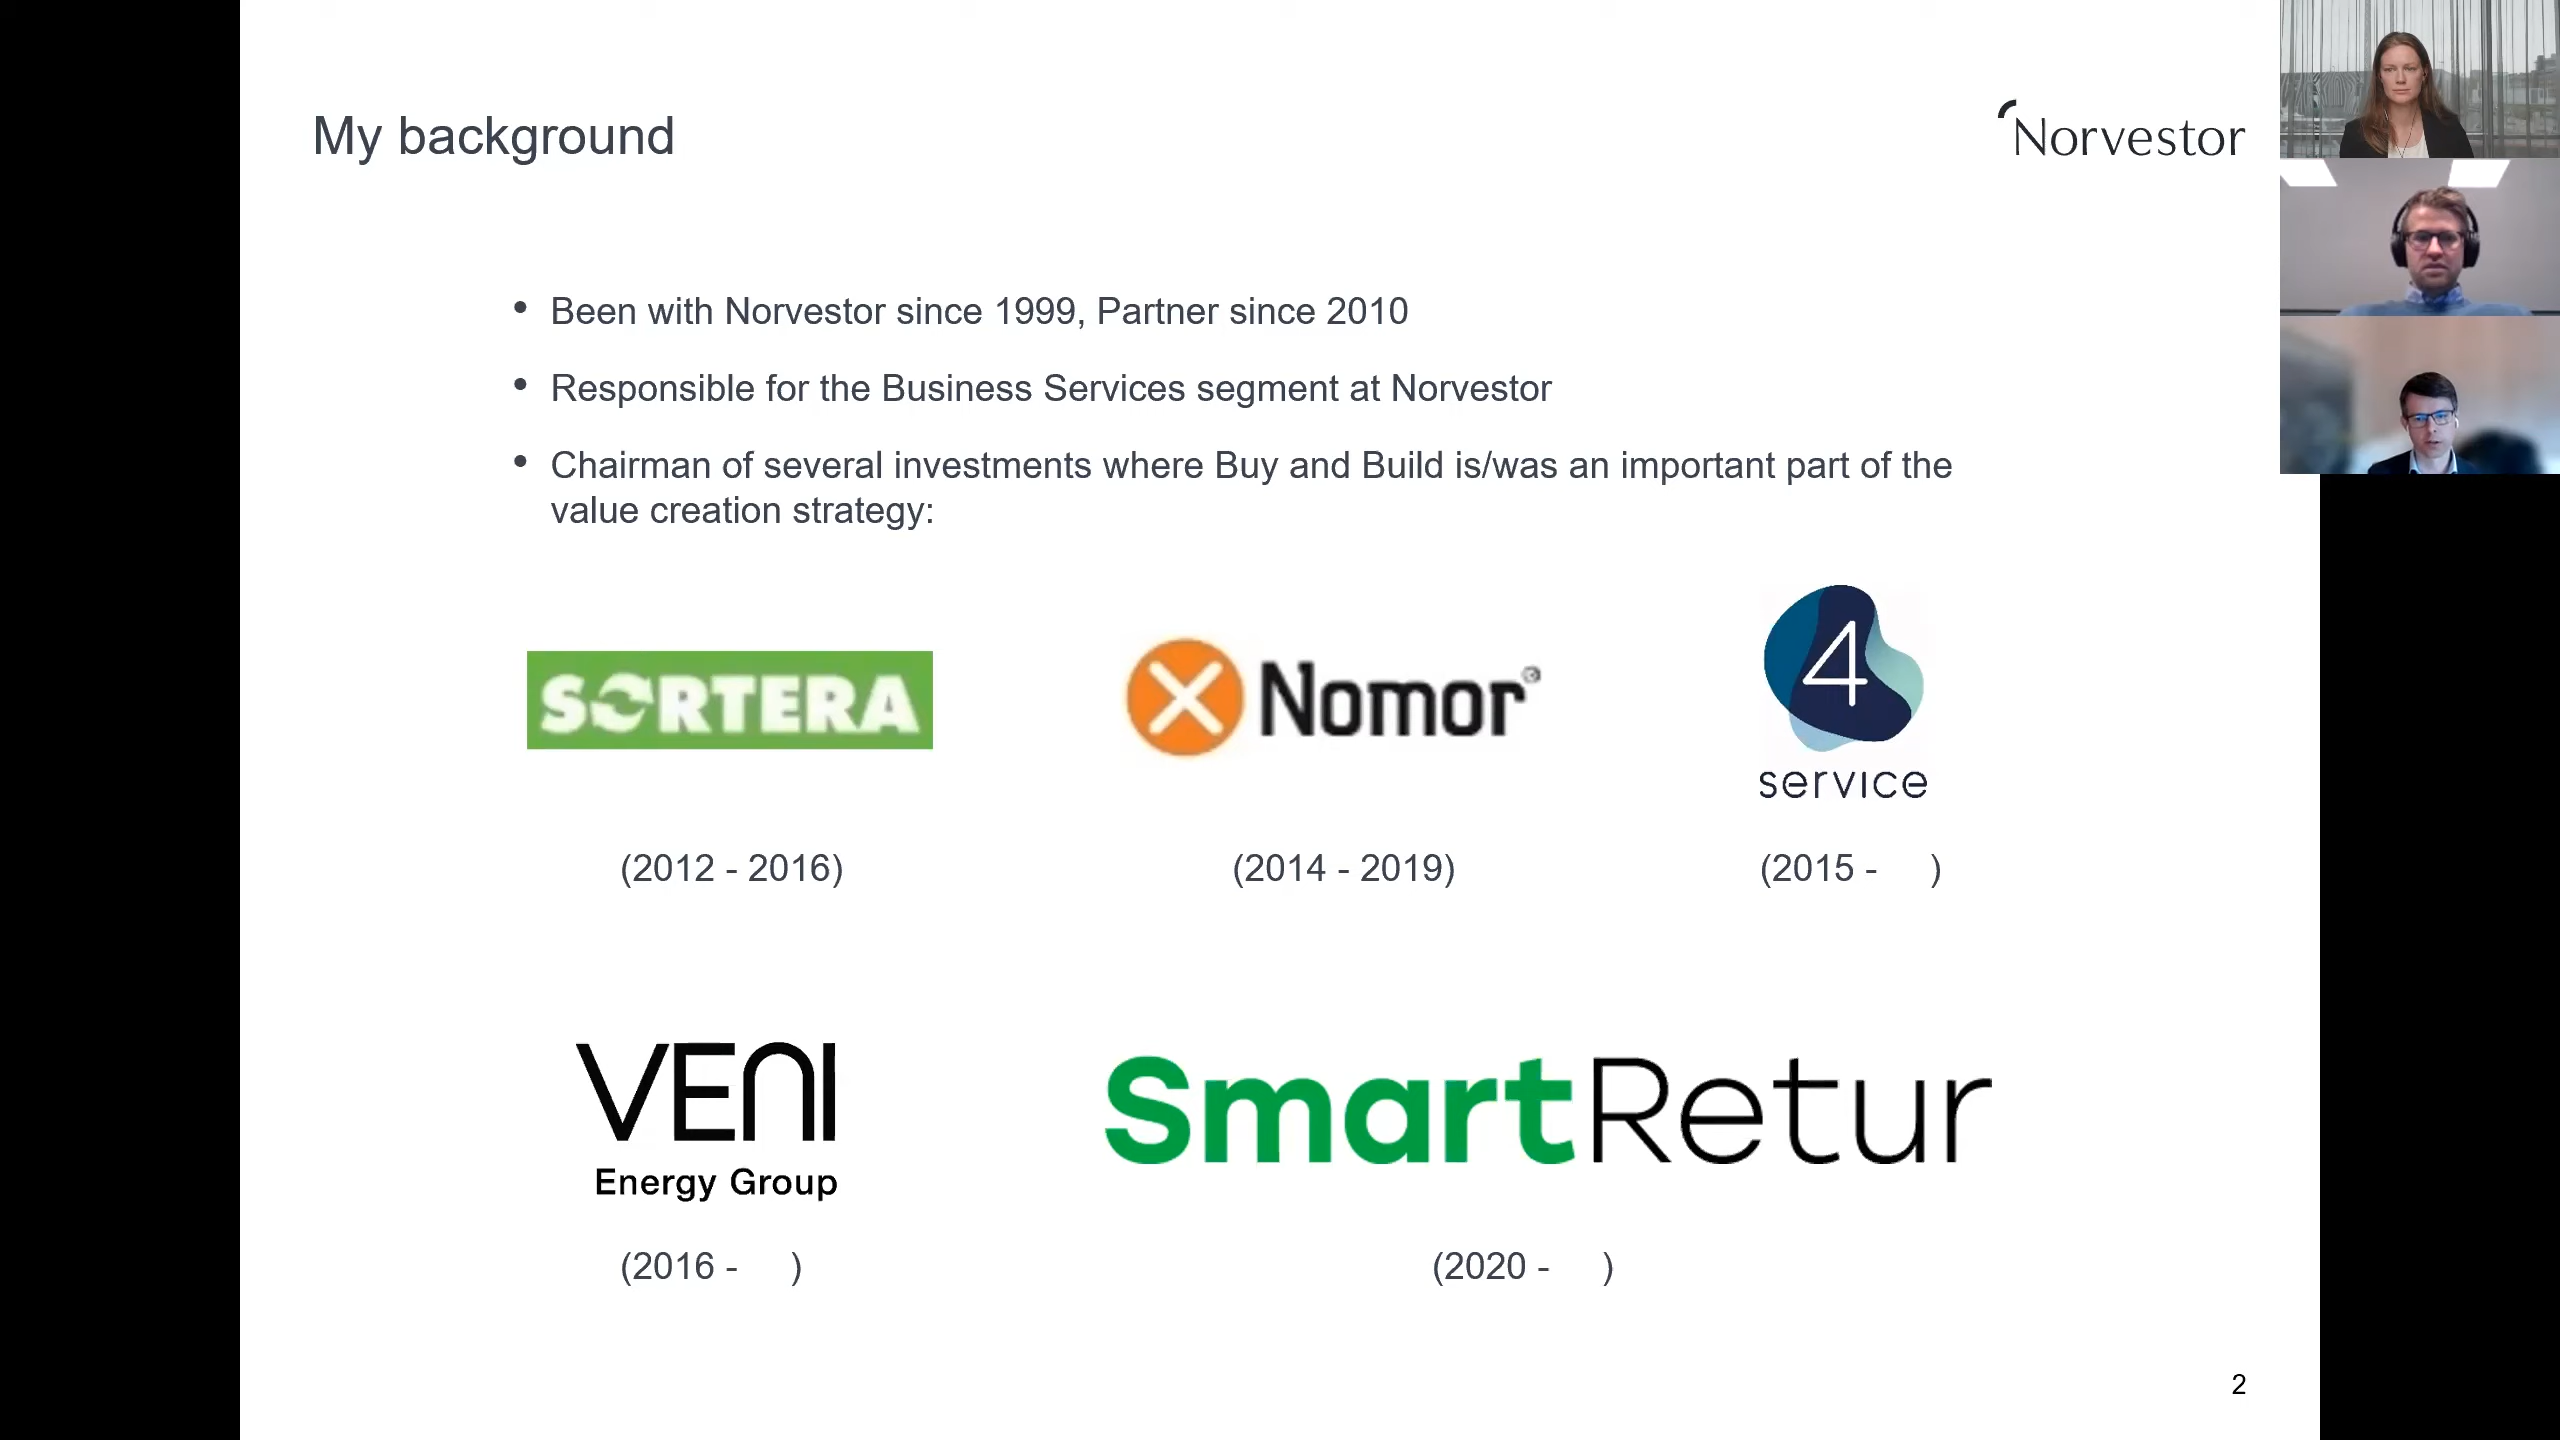 My background
Norvestor
• Been with Norvestor since 1999, Partner since 2010
• Responsible for the Business Services segment at Norvestor
• Chairman of several investments where Buy and Build is/was an important part of the
value creation strategy:
SORTERA
Nomor®
4
service
(2012 - 2016)
(2014 - 2019)
(2015 - )
VENI
Energy Group
SmartRetur
(2016 - )
(2020 - )
2